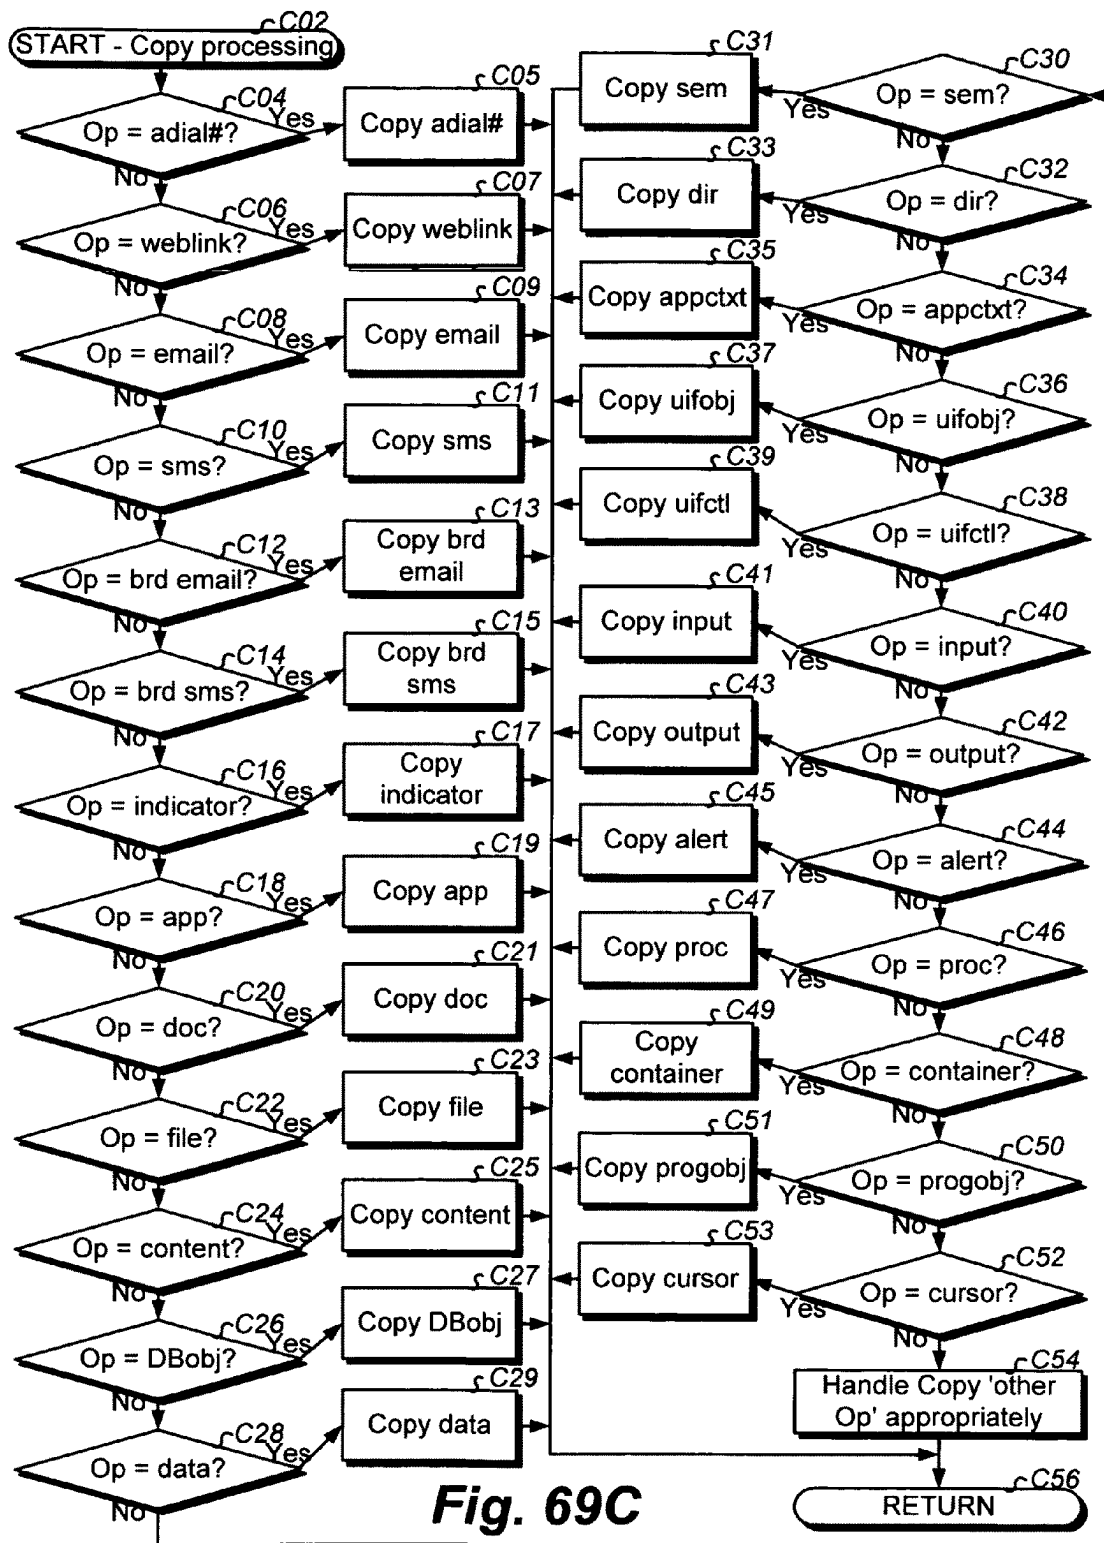 C02
START - Copy processing
C04
Op = adial#?
Yes
No
C05
Copy adial#
C06
Op = weblink?
Yes
No
C07
Copy weblink
C08
Op = email?
Yes
No
C09
Copy email
C10
Op = sms?
Yes
No
C11
Copy sms
C12
Op = brd email?
Yes
No
C13
Copy brd
email
C14
Op = brd sms?
Yes
No
C15
Copy brd
sms
C16
Op = indicator?
Yes
No
C17
Copy
indicator
C18
Op = app?
Yes
No
C19
Copy app
C20
Op = doc?
Yes
No
C21
Copy doc
C22
Op = file?
Yes
No
C23
Copy file
C24
Op = content?
Yes
No
C25
Copy content
C26
Op = DBobj?
Yes
No
C27
Copy DBobj
C28
Op = data?
Yes
No
C29
Copy data
C30
Op = sem?
Yes
No
C31
Copy sem
C32
Op = dir?
Yes
No
C33
Copy dir
C34
Op = appctxt?
Yes
No
C35
Copy appctxt
C36
Op = uifobj?
Yes
No
C37
Copy uifobj
C38
Op = uifctl?
Yes
No
C39
Copy uifctl
C40
Op = input?
Yes
No
C41
Copy input
C42
Op = output?
Yes
No
C43
Copy output
C44
Op = alert?
Yes
No
C45
Copy alert
C46
Op = proc?
Yes
No
C47
Copy proc
C48
Op = container?
Yes
No
C49
Copy
container
C50
Op = progobj?
Yes
No
C51
Copy progobj
C52
Op = cursor?
Yes
No
C53
Copy cursor
C54
Handle Copy 'other
Op' appropriately
C56
RETURN
Fig. 69C